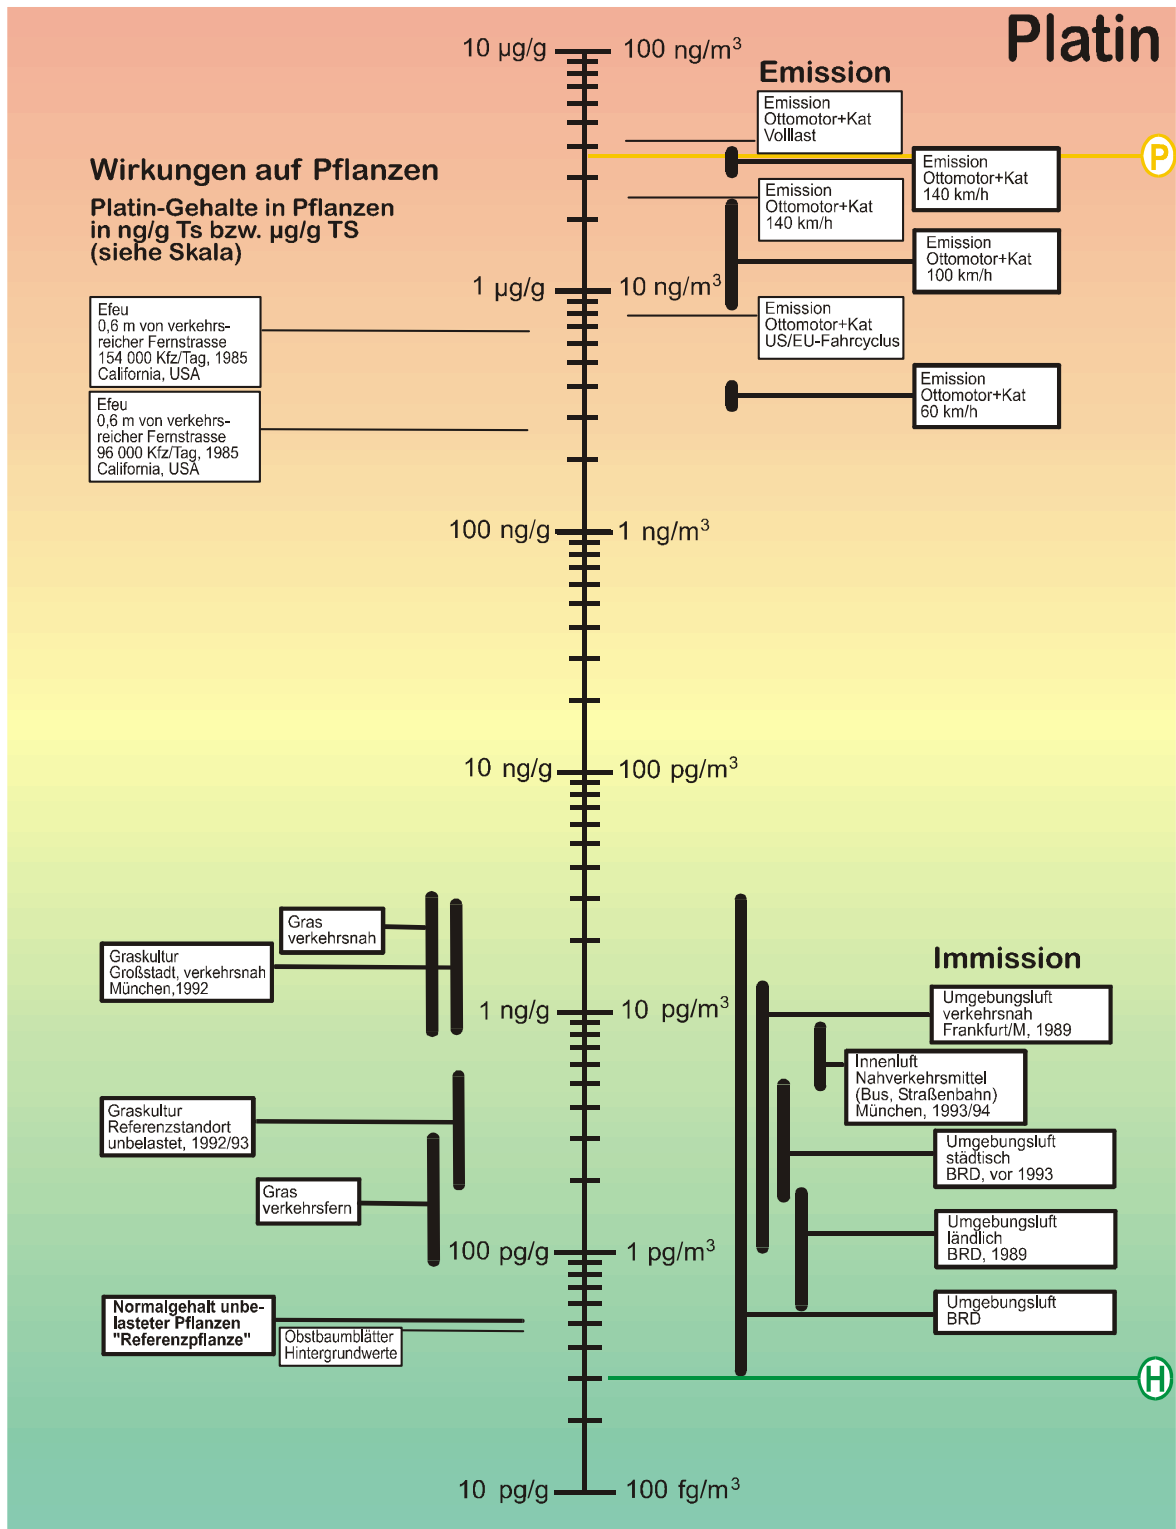 Platin
10 µg/g
100 ng/m³
Emission
Emission
Ottomotor+Kat
Volllast
P
Emission
Ottomotor+Kat
140 km/h
Wirkungen auf Pflanzen
Platin-Gehalte in Pflanzen
in ng/g Ts bzw. µg/g TS
(siehe Skala)
Emission
Ottomotor+Kat
140 km/h
Emission
Ottomotor+Kat
100 km/h
1 µg/g
10 ng/m³
Efeu
0,6 m von verkehrs-
reicher Fernstrasse
154 000 Kfz/Tag, 1985
California, USA
Emission
Ottomotor+Kat
US/EU-Fahrcyclus
Emission
Ottomotor+Kat
60 km/h
Efeu
0,6 m von verkehrs-
reicher Fernstrasse
96 000 Kfz/Tag, 1985
California, USA
100 ng/g
1 ng/m³
10 ng/g
100 pg/m³
Gras
verkehrsnah
Graskultur
Großstadt, verkehrsnah
München,1992
Immission
1 ng/g
10 pg/m³
Umgebungsluft
verkehrsnah
Frankfurt/M, 1989
Innenluft
Nahverkehrsmittel
(Bus, Straßenbahn)
München, 1993/94
Graskultur
Referenzstandort
unbelastet, 1992/93
Umgebungsluft
städtisch
BRD, vor 1993
Gras
verkehrsfern
Umgebungsluft
ländlich
BRD, 1989
100 pg/g
1 pg/m³
Normalgehalt unbe-
lasteter Pflanzen
"Referenzpflanze"
Umgebungsluft
BRD
Obstbaumblätter
Hintergrundwerte
H
10 pg/g
100 fg/m³